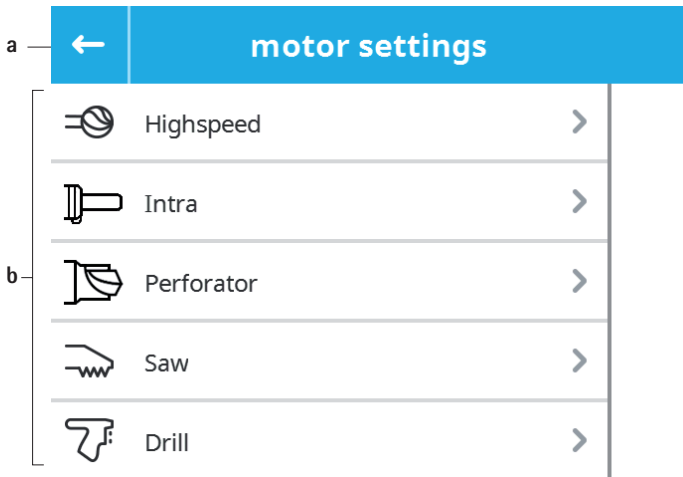 a
motor settings
Highspeed
Intra
b
Perforator
Saw
Drill